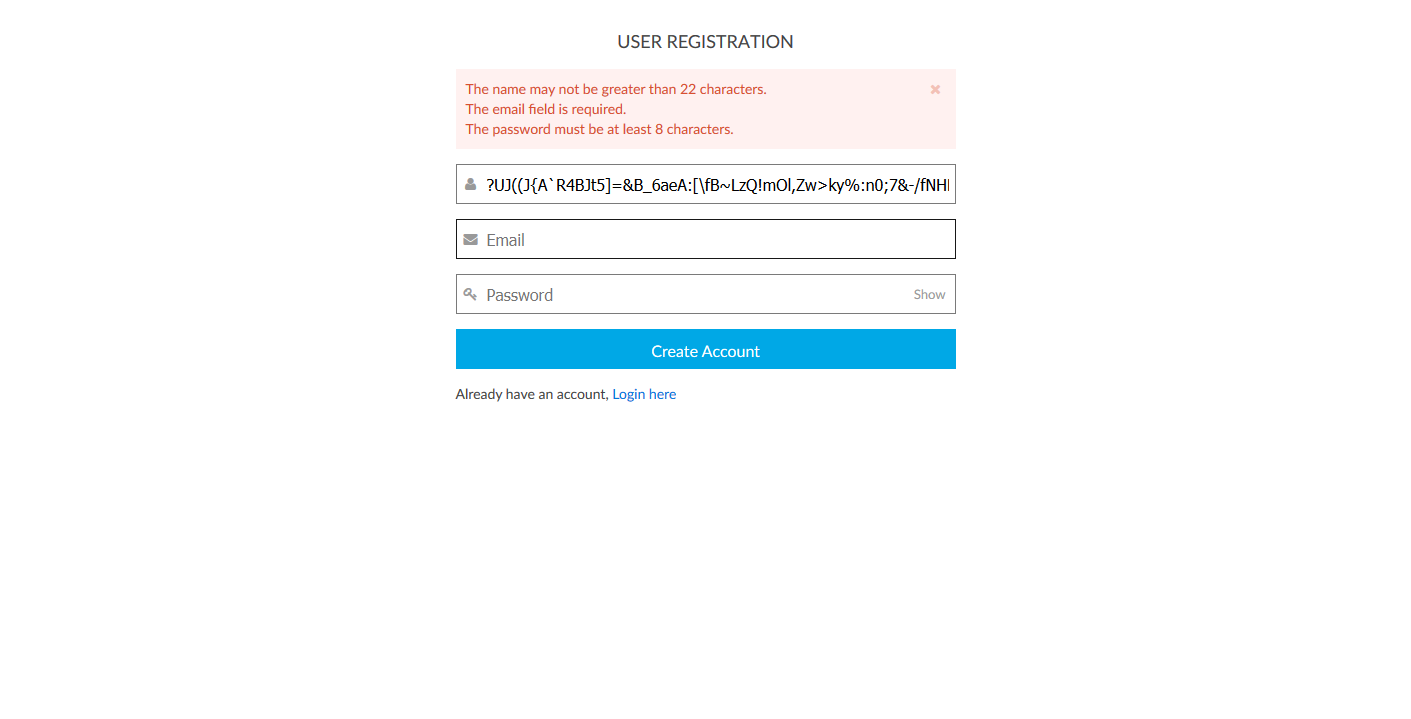 USER REGISTRATION
The name may not be greater than 22 characters.
The email field is required.
The password must be at least 8 characters.
?UJ((J{A`R4BJt5]=&B_6aeA:[\fB~LzQ!mOl,Zw>ky%:n0;7&-/fNH
Email
Password Show
Create Account
Already have an account, Login here